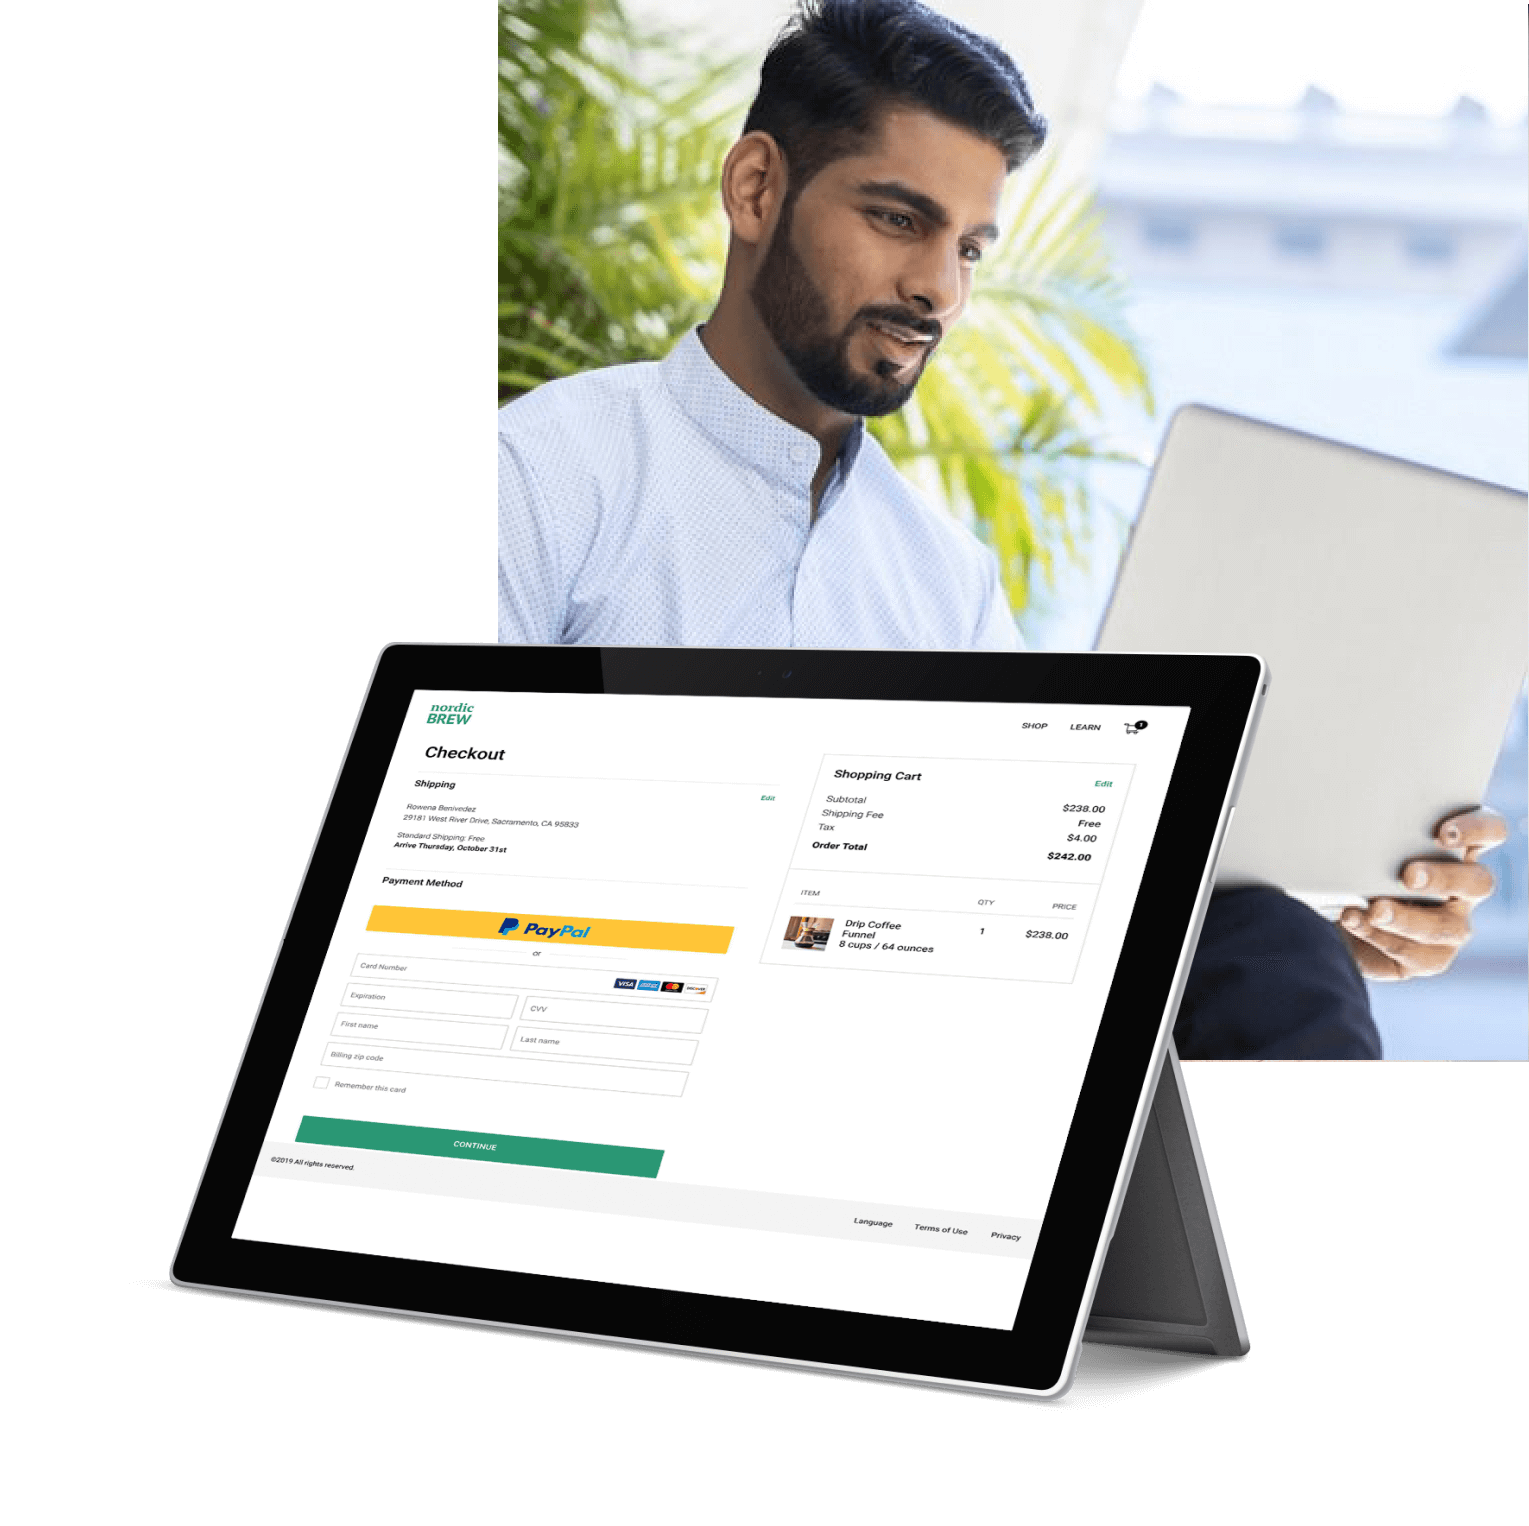 nordic
BREW
SHOP
LEARN
1
Checkout
Shipping
Edit
Rowena Benivedez
29181 West River Drive, Sacramento, CA 95833
Standard Shipping: Free
Arrive Thursday, October 31st
Payment Method
PayPal
or
Card Number
VISA
DISCOVER
Expiration
CVV
First name
Last name
Billing zip code
Remember this card
CONTINUE
Shopping Cart
Edit
Subtotal $238.00
Shipping Fee Free
Tax $4.00
Order Total $242.00
ITEM QTY PRICE
Drip Coffee
Funnel
8 cups / 64 ounces
1 $238.00
©2019 All rights reserved.
Language
Terms of Use
Privacy